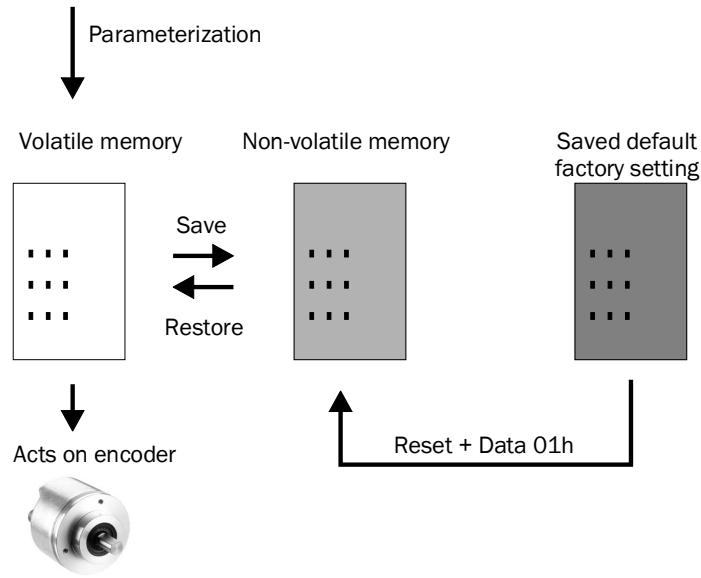 Parameterization
Volatile memory
Non-volatile memory
Saved default
factory setting
Save
Restore
Reset + Data 01h
Acts on encoder